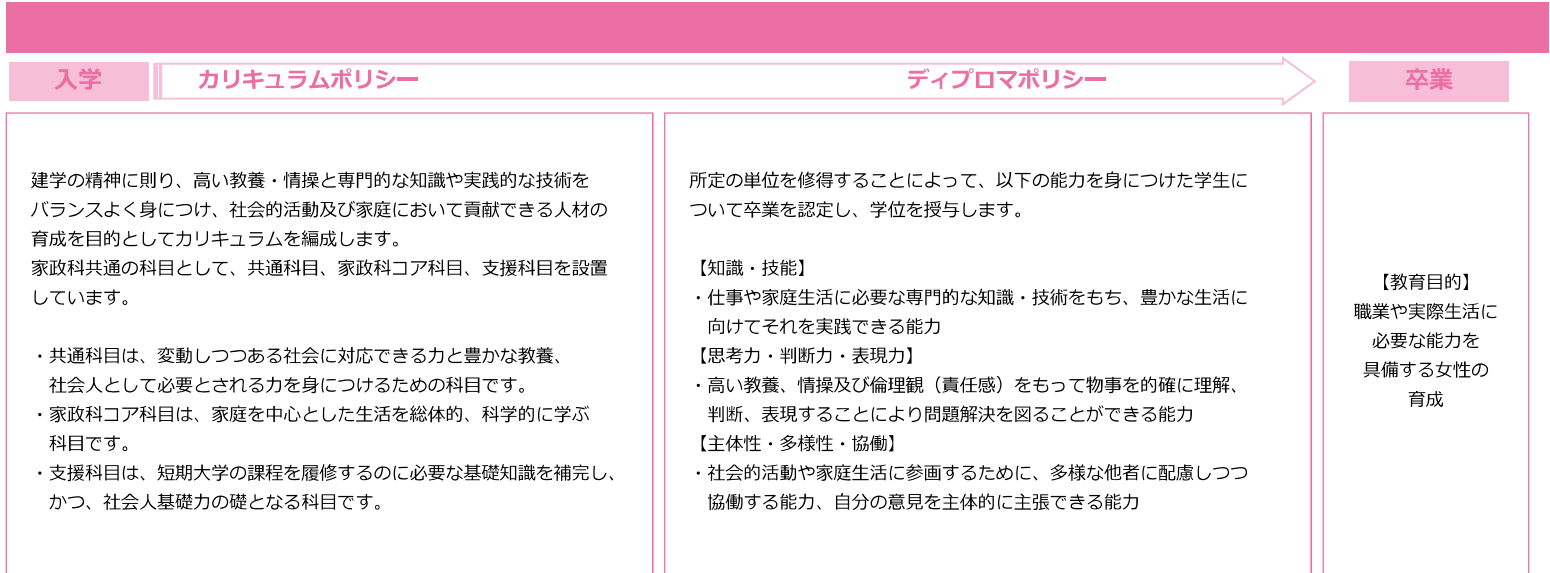 入学
カリキュラムポリシー
ディプロマポリシー
卒業
建学の精神に則り、高い教養・情操と専門的な知識や実践的な技術を
バランスよく身につけ、社会的活動及び家庭において貢献できる人材の
育成を目的としてカリキュラムを編成します。
家政科共通の科目として、共通科目、家政科コア科目、支援科目を設置
しています。
・共通科目は、変動しつつある社会に対応できる力と豊かな教養、
社会人として必要とされる力を身につけるための科目です。
・家政科コア科目は、家庭を中心とした生活を総体的、科学的に学ぶ
科目です。
・支援科目は、短期大学の課程を履修するのに必要な基礎知識を補完し、
かつ、社会人基礎力の礎となる科目です。
所定の単位を修得することによって、以下の能力を身につけた学生に
ついて卒業を認定し、学位を授与します。
【知識・技能】
・仕事や家庭生活に必要な専門的な知識・技術をもち、豊かな生活に
向けてそれを実践できる能力
【思考力・判断力・表現力】
・高い教養、情操及び倫理観（責任感）をもって物事を的確に理解、
判断、表現することにより問題解決を図ることができる能力
【主体性・多様性・協働】
・社会的活動や家庭生活に参画するために、多様な他者に配慮しつつ
協働する能力、自分の意見を主体的に主張できる能力
【教育目的】
職業や実際生活に
必要な能力を
具備する女性の
育成